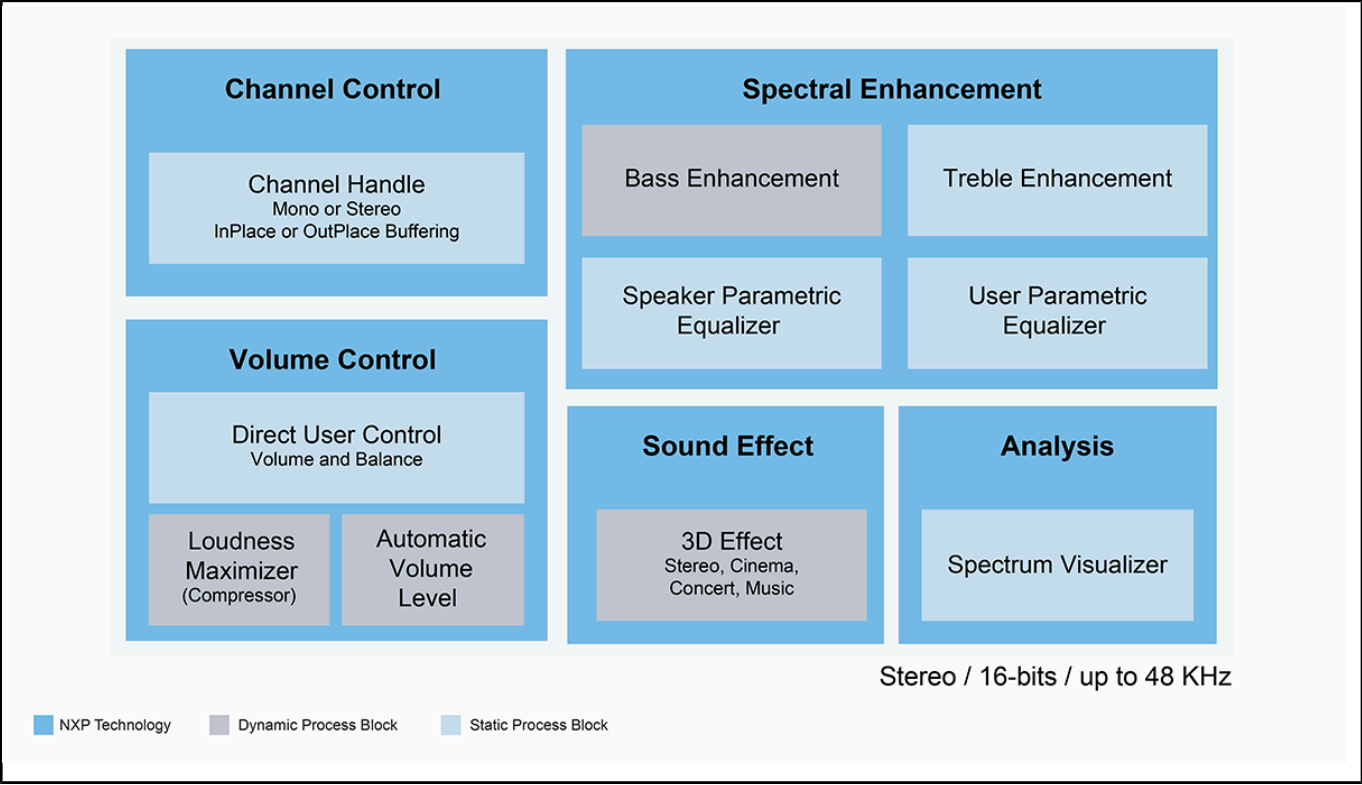 Channel Control
Channel Handle
Mono or Stereo
InPlace or OutPlace Buffering
Volume Control
Direct User Control
Volume and Balance
Loudness
Maximizer
(Compressor)
Automatic
Volume
Level
Spectral Enhancement
Bass Enhancement
Treble Enhancement
Speaker Parametric
Equalizer
User Parametric
Equalizer
Sound Effect
3D Effect
Stereo, Cinema,
Concert, Music
Analysis
Spectrum Visualizer
Stereo / 16-bits / up to 48 KHz
NXP Technology
Dynamic Process Block
Static Process Block